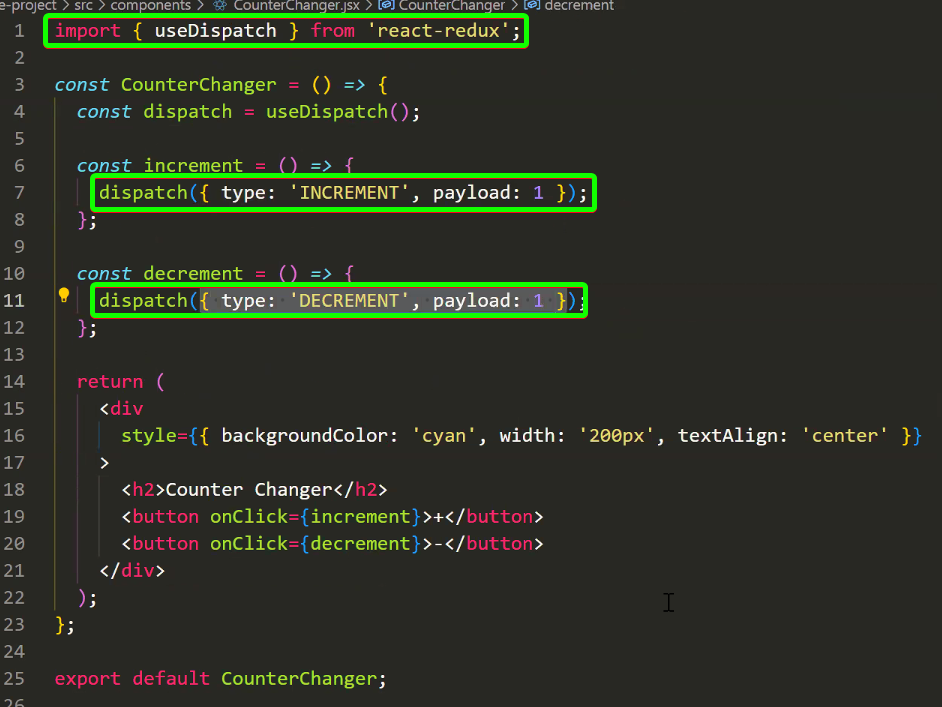 e-project > src > components > CounterChanger.jsx > CounterChanger > decrement
1 import { useDispatch } from 'react-redux';
2
3 const CounterChanger = () => {
4 const dispatch = useDispatch();
5
6 const increment = () => {
7 dispatch({ type: 'INCREMENT', payload: 1 });
8 };
9
10 const decrement = () => {
11 dispatch({ type: 'DECREMENT', payload: 1 });
12 };
13
14 return (
15 <div
16 style={{ backgroundColor: 'cyan', width: '200px', textAlign: 'center' }}
17 >
18 <h2>Counter Changer</h2>
19 <button onClick={increment}>+</button>
20 <button onClick={decrement}>-</button>
21 </div>
22 );
23 };
24
25 export default CounterChanger;
26